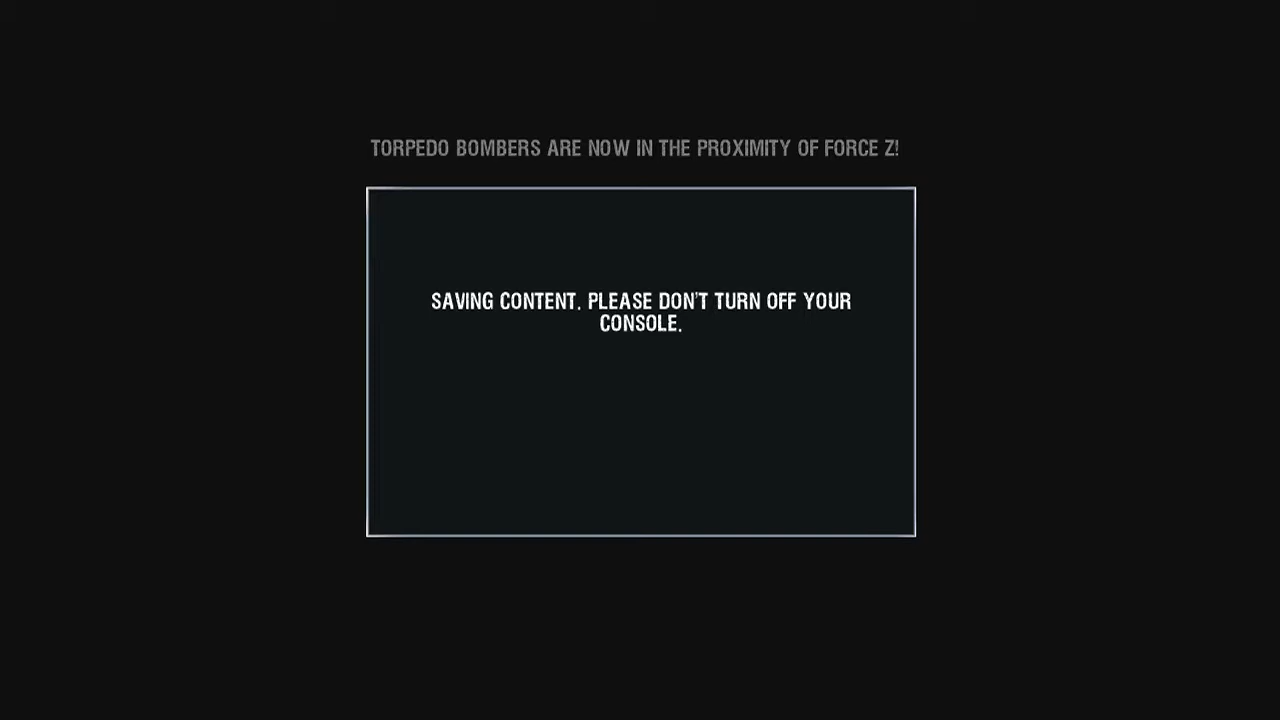 TORPEDO BOMBERS ARE NOW IN THE PROXIMITY OF FORCE Z!
SAVING CONTENT. PLEASE DON'T TURN OFF YOUR
CONSOLE.